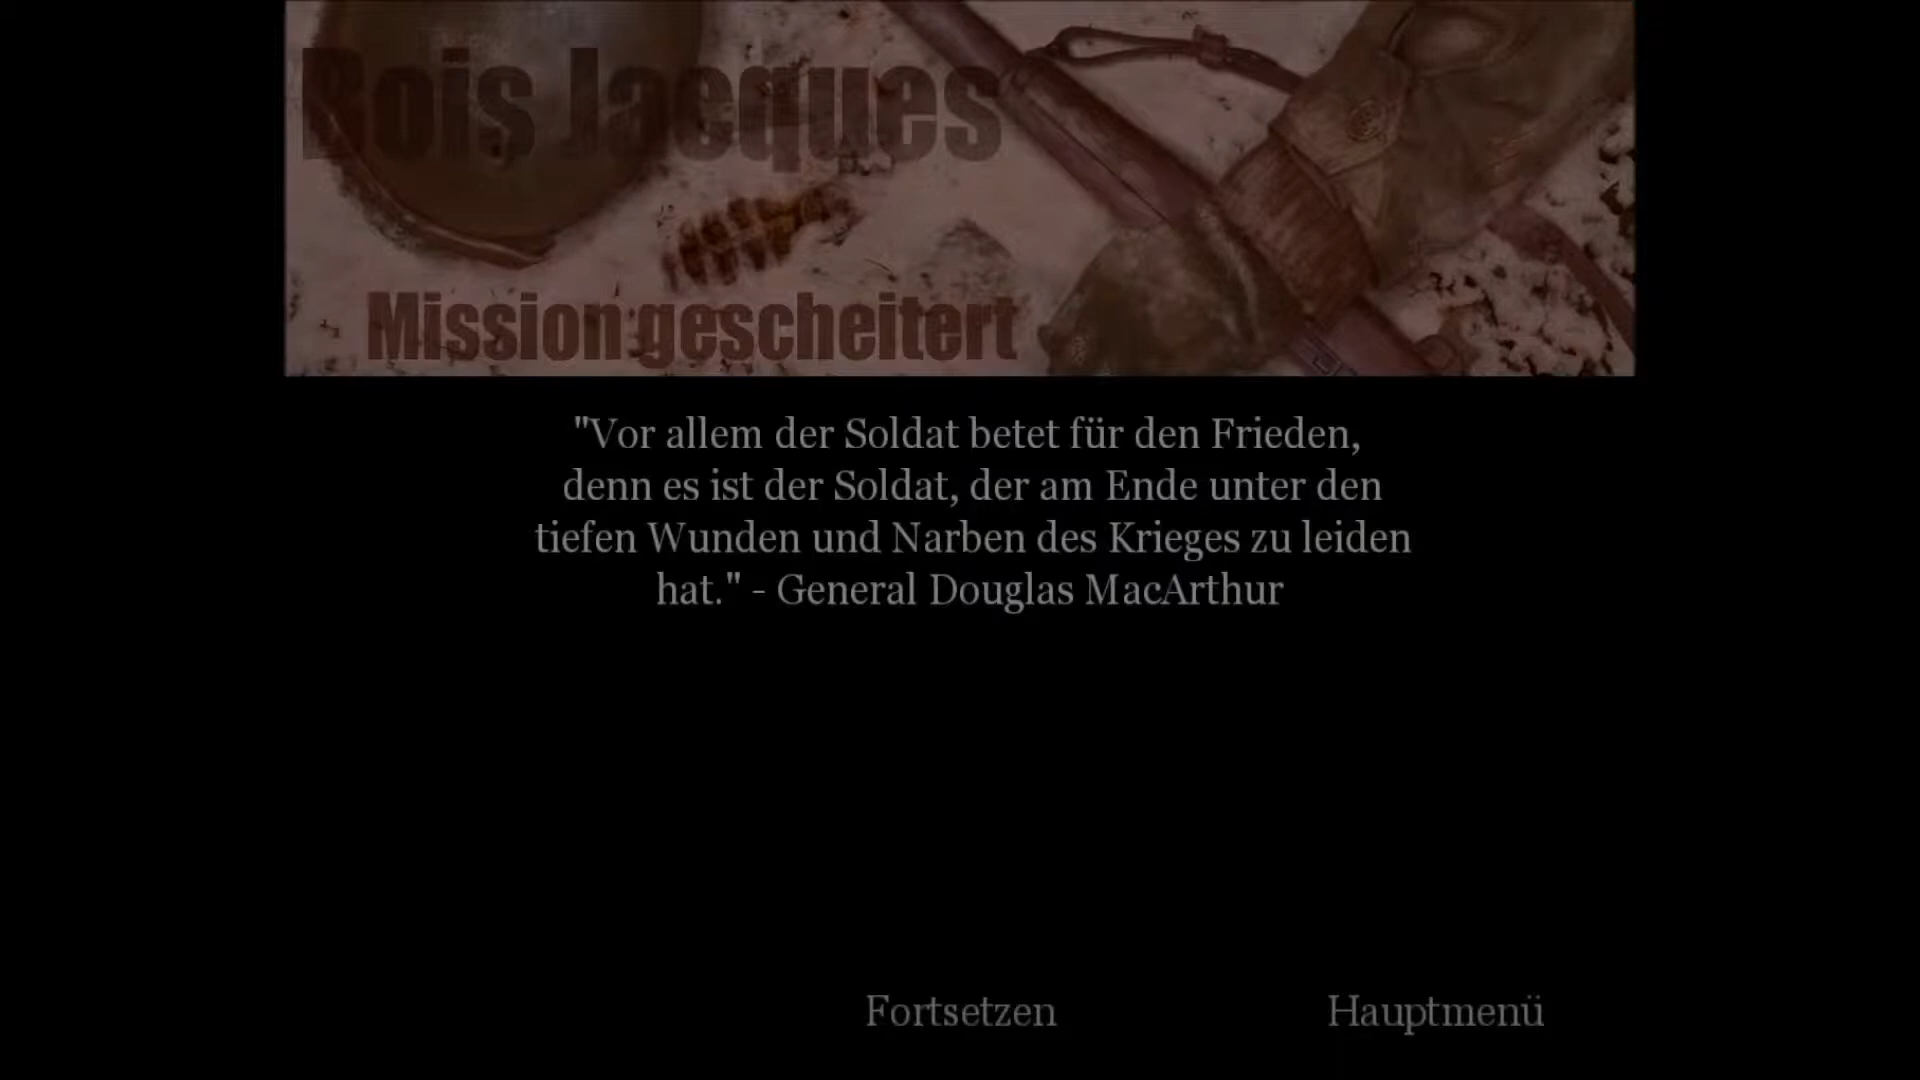 Bois Jacques
Mission gescheitert
"Vor allem der Soldat betet für den Frieden,
denn es ist der Soldat, der am Ende unter den
tiefen Wunden und Narben des Krieges zu leiden
hat." - General Douglas MacArthur
Fortsetzen Hauptmenü